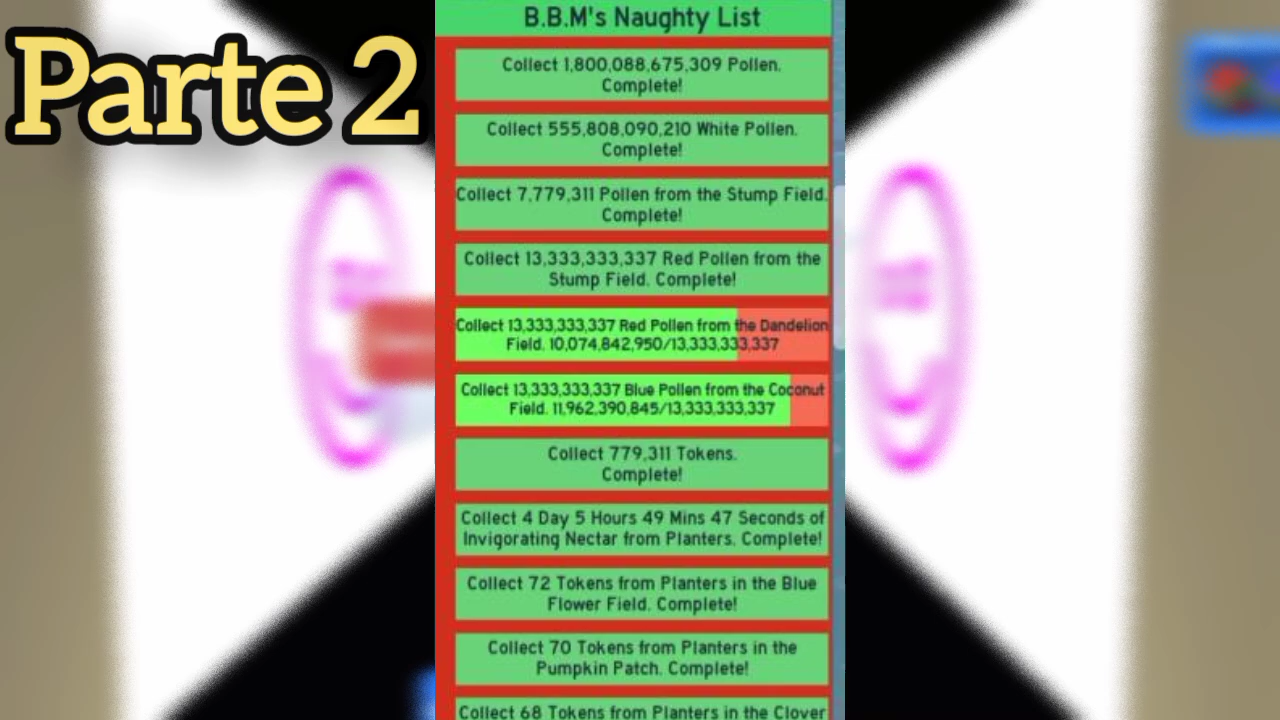 Parte 2
B.B.M's Naughty List
Collect 1,800,088,675,309 Pollen.
Complete!
Collect 555,808,090,210 White Pollen.
Complete!
Collect 7,779,311 Pollen from the Stump Field.
Complete!
Collect 13,333,333,337 Red Pollen from the
Stump Field. Complete!
Collect 13,333,333,337 Red Pollen from the Dandelion
Field. 10,074,842,950/13,333,333,337
Collect 13,333,333,337 Blue Pollen from the Coconut
Field. 11,962,390,845/13,333,333,337
Collect 779,311 Tokens.
Complete!
Collect 4 Day 5 Hours 49 Mins 47 Seconds of
Invigorating Nectar from Planters. Complete!
Collect 72 Tokens from Planters in the Blue
Flower Field. Complete!
Collect 70 Tokens from Planters in the
Pumpkin Patch. Complete!
Collect 68 Tokens from Planters in the Clover